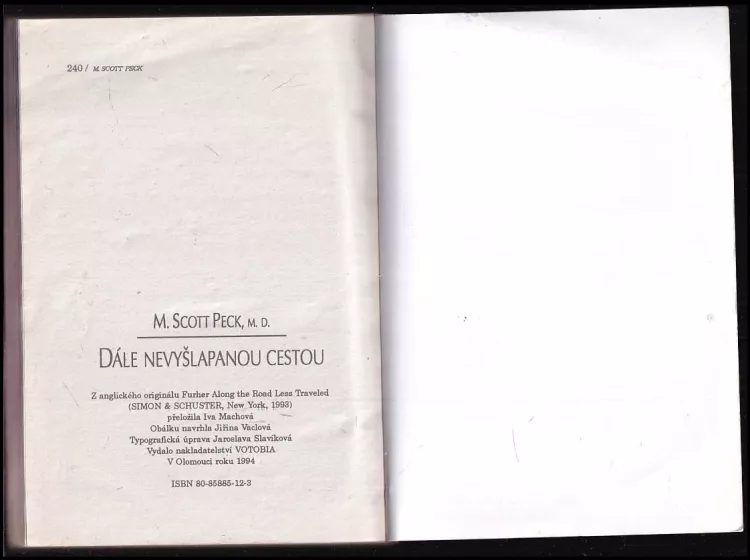 240 / M. SCOTT PECK
M. SCOTT PECK, M. D.
DÁLE NEVYŠLAPANOU CESTOU
Z anglického originálu Furher Along the Road Less Traveled
(SIMON & SCHUSTER, New York, 1993)
přeložila Iva Machová
Obálku navrhla Jiřina Vaclová
Typografická úprava Jaroslava Slavíková
Vydalo nakladatelství VOTOBIA
V Olomouci roku 1994
ISBN 80-85885-12-3